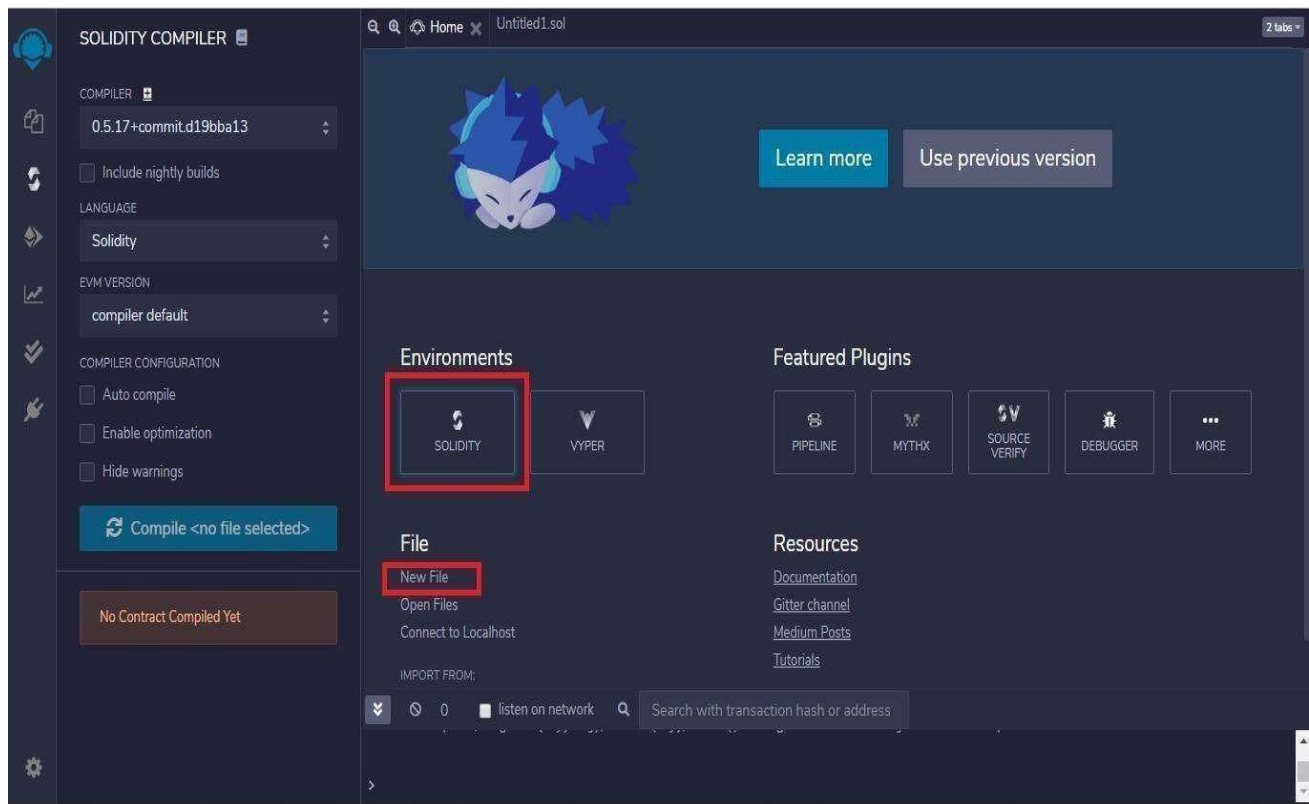 SOLIDITY COMPILER
COMPILER
0.5.17+commit.d19bba13
Include nightly builds
LANGUAGE
Solidity
EVM VERSION
compiler default
COMPILER CONFIGURATION
Auto compile
Enable optimization
Hide warnings
Compile <no file selected>
No Contract Compiled Yet
Home
Untitled1.sol
2 tabs
Learn more
Use previous version
Environments
SOLIDITY
VYPER
Featured Plugins
PIPELINE
MYTHX
SOURCE
VERIFY
DEBUGGER
MORE
File
New File
Open Files
Connect to Localhost
IMPORT FROM:
Resources
Documentation
Gitter channel
Medium Posts
Tutorials
0
listen on network
Search with transaction hash or address
>